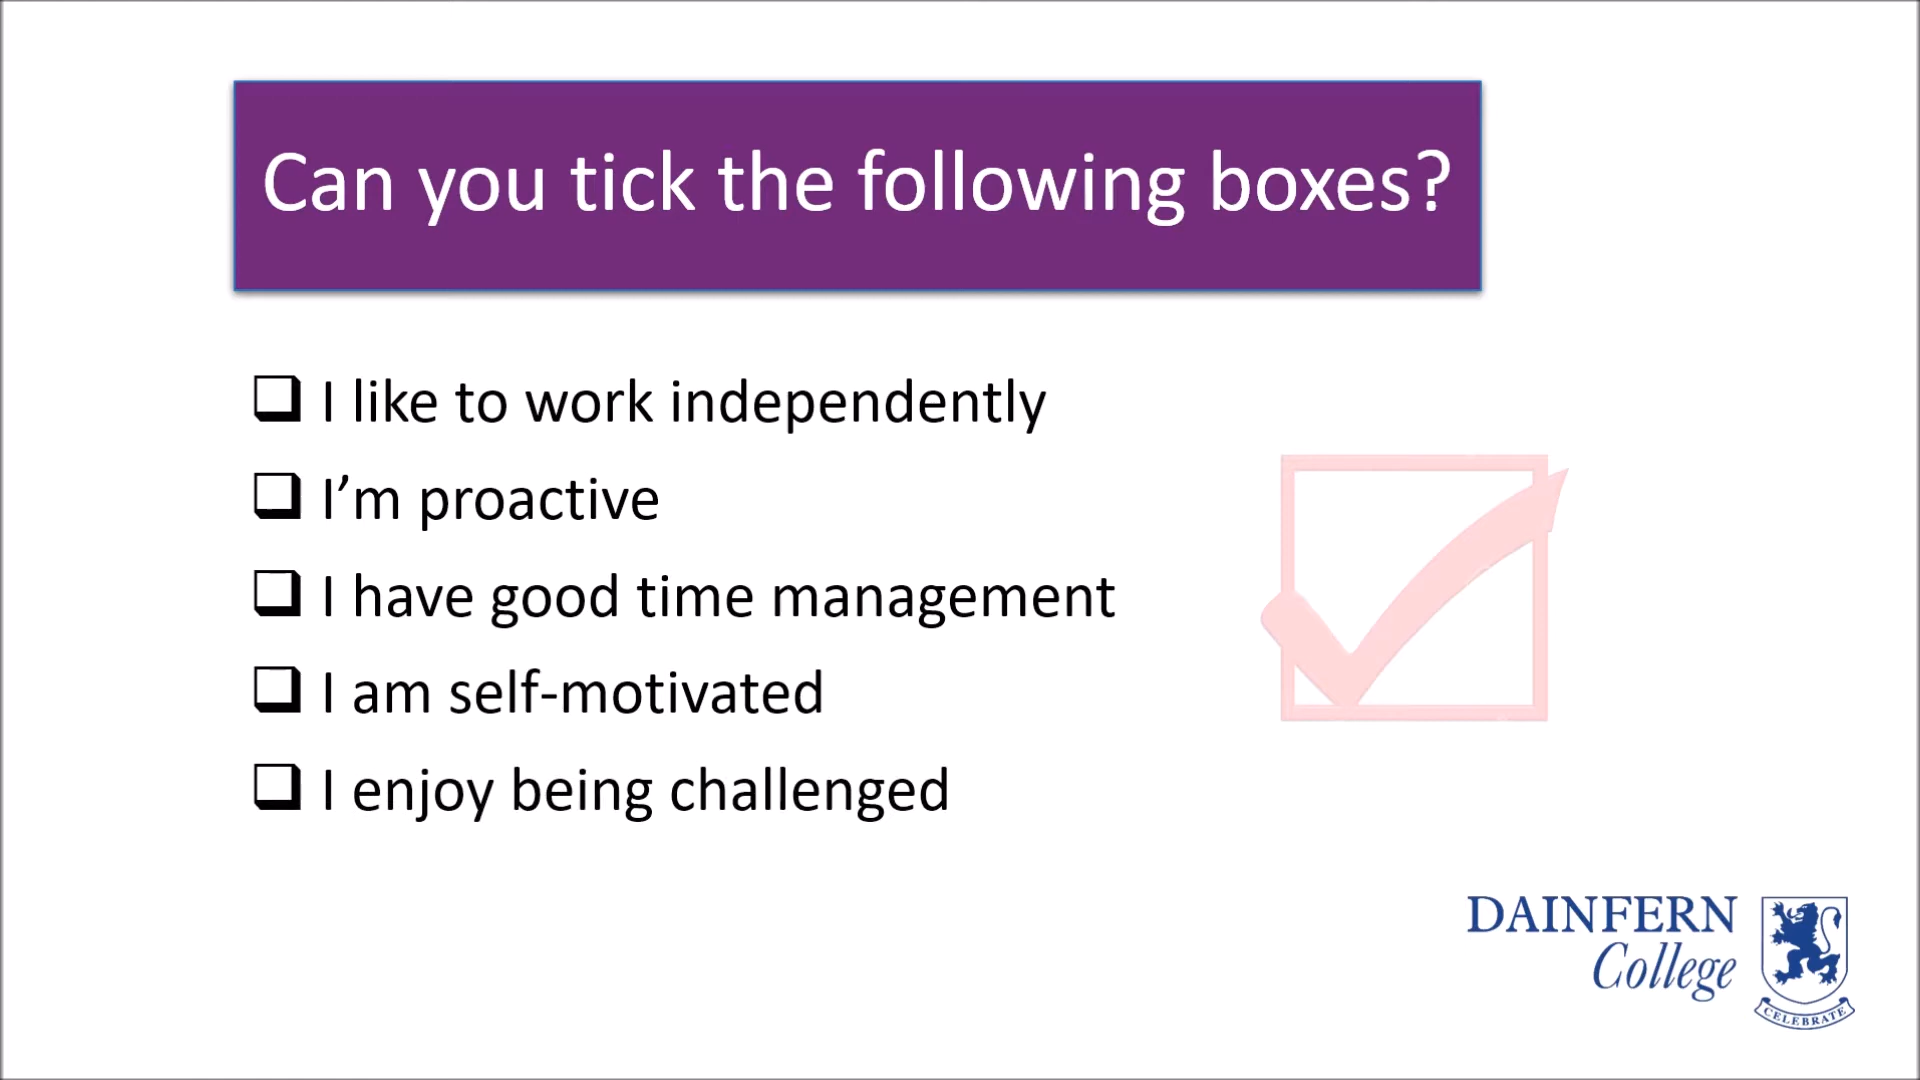 Can you tick the following boxes?
I like to work independently
I’m proactive
I have good time management
I am self-motivated
I enjoy being challenged
DAINFERN
College
CELEBRATE